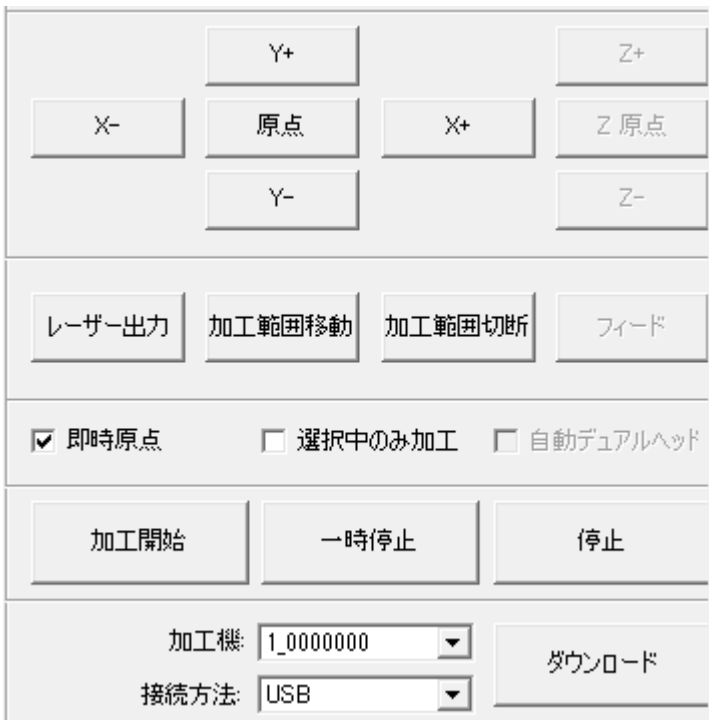 Y+ Z+
X- 原点 X+ Z 原点
Y- Z-
レーザー出力 加工範囲移動 加工範囲切断 フィード
即時原点 選択中のみ加工 自動デュアルヘッド
加工開始 一時停止 停止
加工機: 1_0000000
ダウンロード
接続方法: USB